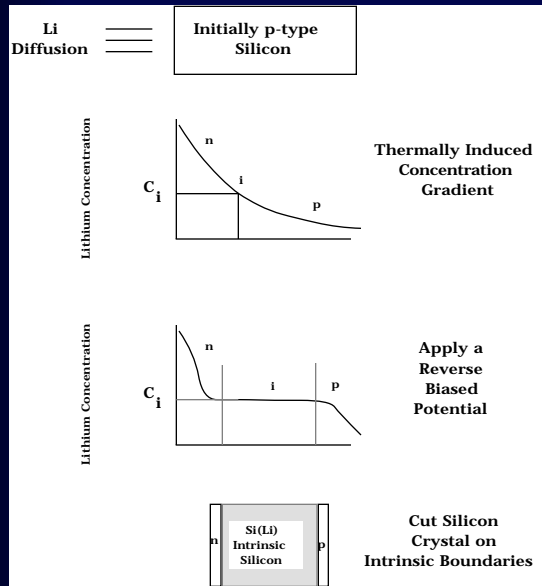 Li
Diffusion
Initially p-type
Silicon
Lithium Concentration
n
i
p
C i
Thermally Induced
Concentration
Gradient
Lithium Concentration
n
i
p
C i
Apply a
Reverse
Biased
Potential
n
Si(Li)
Intrinsic
Silicon
p
Cut Silicon
Crystal on
Intrinsic Boundaries